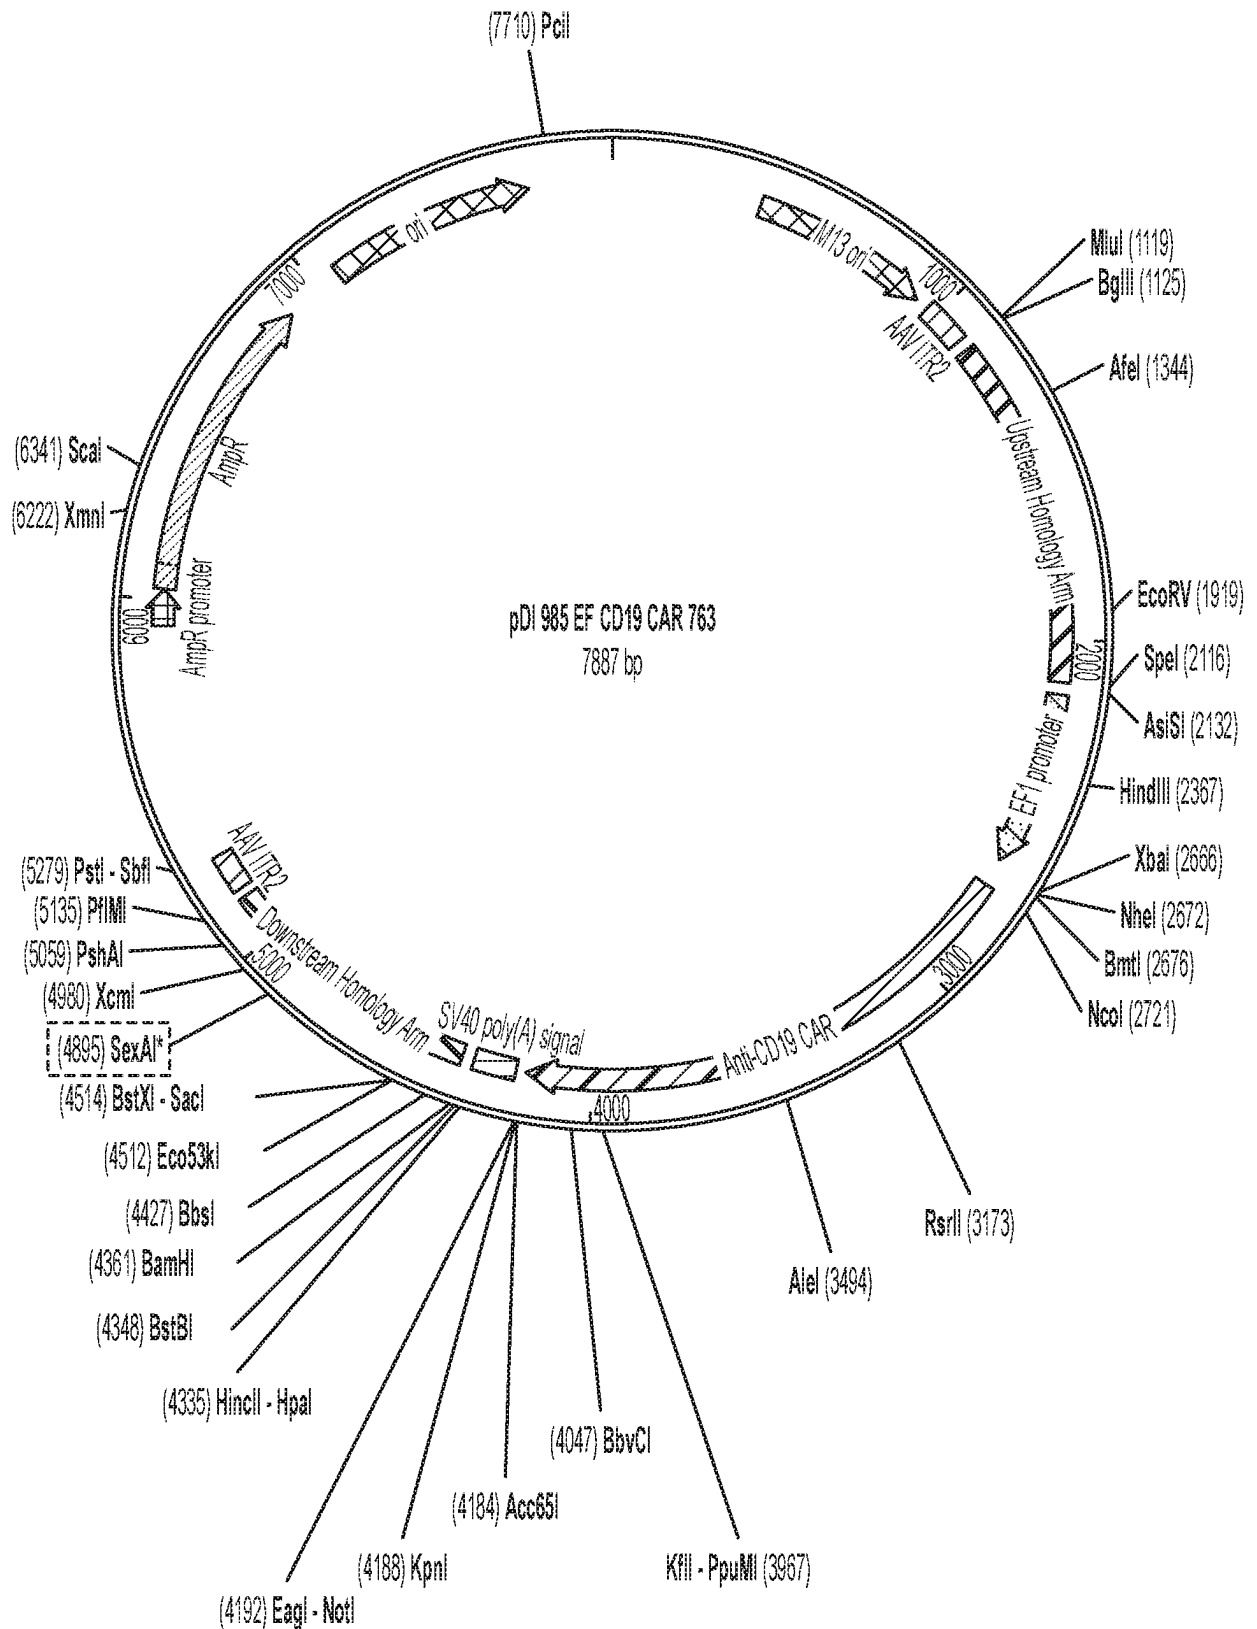 (7710) PciI
ori
M13 ori
1000
MluI (1119)
BglII (1125)
AAV ITR2
AfeI (1344)
7000
AmpR
Upstream Homology Arm
(6341) ScaI
(6222) XmnI
6000
AmpR promoter
pDI 985 EF CD19 CAR 763
7887 bp
EcoRV (1919)
2000
SpeI (2116)
AsiSI (2132)
EF1 promoter
HindIII (2367)
XbaI (2666)
NheI (2672)
BmtI (2676)
NcoI (2721)
3000
AAV ITR2
(5279) PstI - SbfI
(5135) PflMI
(5059) PshAI
(4980) XcmI
(4895) SexAI*
5000
Downstream Homology Arm
SV40 poly(A) signal
Anti-CD19 CAR
4000
(4514) BstXI - SacI
(4512) Eco53kI
(4427) BbsI
(4361) BamHI
(4348) BstBI
(4335) HincII - HpaI
RsrII (3173)
AleI (3494)
(4047) BbvCI
(4184) Acc65I
(4188) KpnI
KflI - PpuMI (3967)
(4192) EagI - NotI